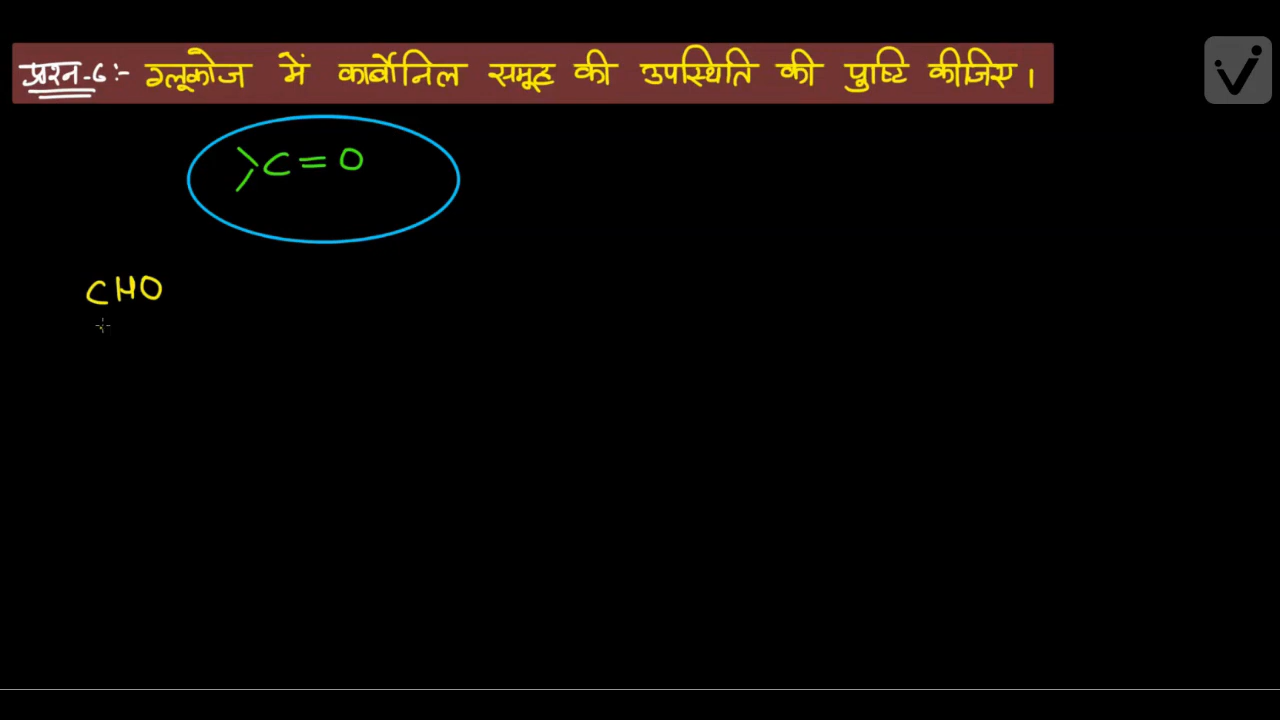 प्रश्न-6:- ग्लूकोज में कार्बोनिल समूह की उपस्थिति की पुष्टि कीजिए।
>C=O
CHO